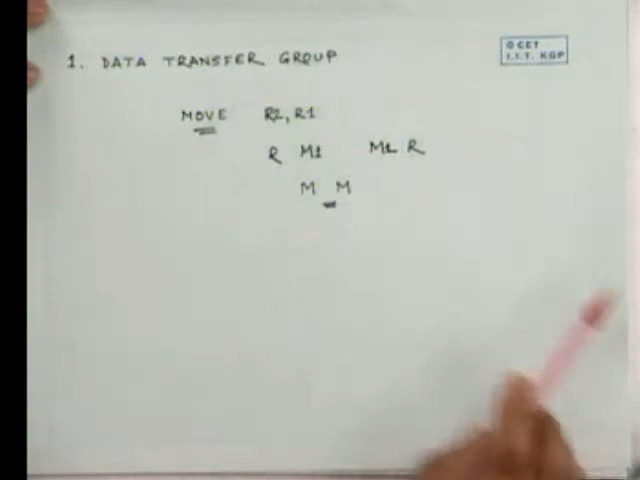 1. DATA TRANSFER GROUP
© CET
I.I.T. KGP
MOVE R2, R1
R M1 M1 R
M M